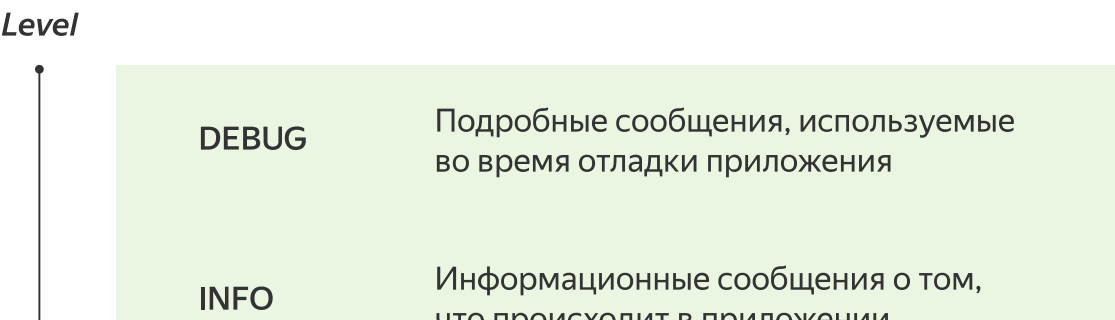 Level
DEBUG
Подробные сообщения, используемые
во время отладки приложения
INFO
Информационные сообщения о том,
что происходит в приложении